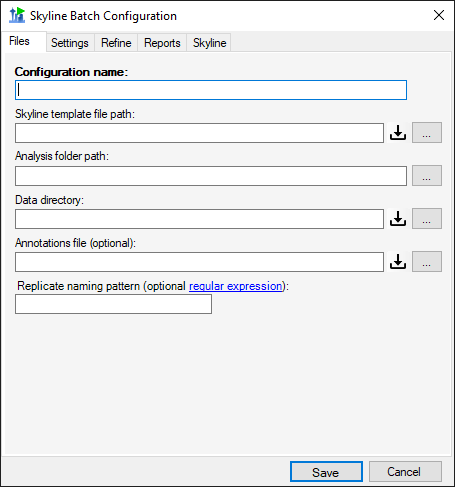 Skyline Batch Configuration
Files Settings Refine Reports Skyline
Configuration name:
Skyline template file path:
...
Analysis folder path:
...
Data directory:
...
Annotations file (optional):
...
Replicate naming pattern (optional regular expression):
Save Cancel